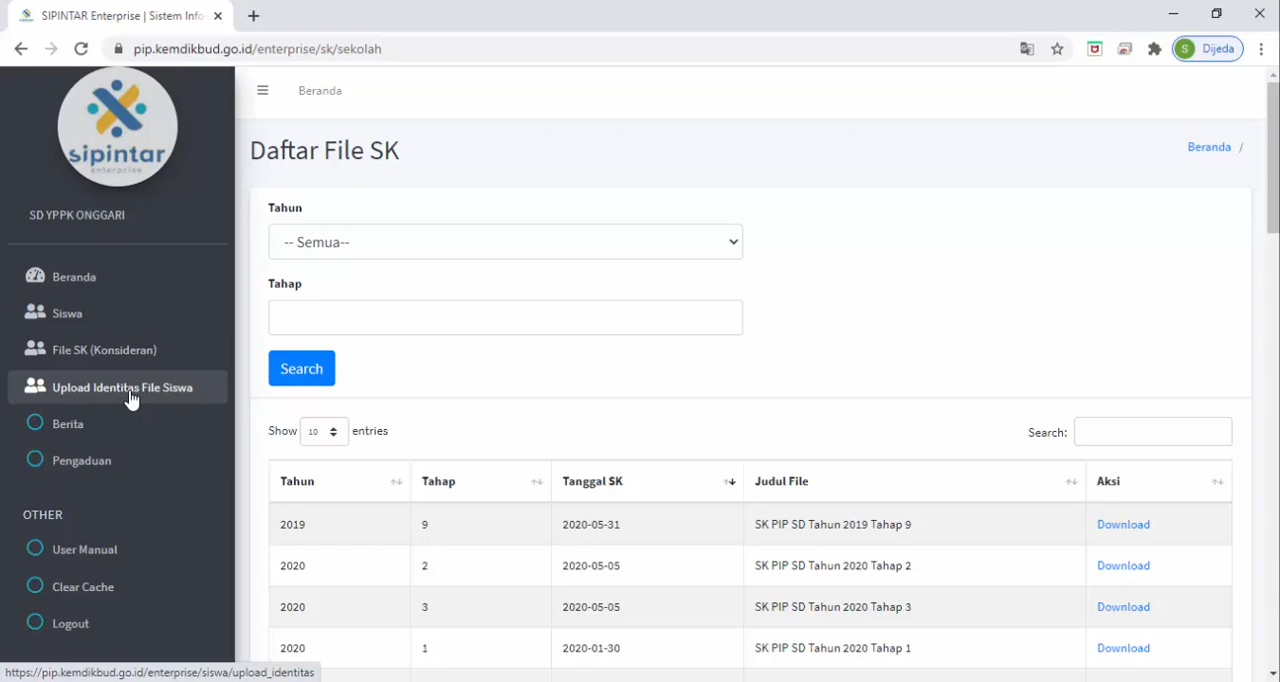 SIPINTAR Enterprise | Sistem Info
pip.kemdikbud.go.id/enterprise/sk/sekolah
S Dijeda
sipintar
enterprise
SD YPPK ONGGARI
Beranda
Siswa
File SK (Konsideran)
Upload Identitas File Siswa
Berita
Pengaduan
OTHER
User Manual
Clear Cache
Logout
https://pip.kemdikbud.go.id/enterprise/siswa/upload_identitas
Beranda
Daftar File SK
Beranda /
Tahun
-- Semua--
Tahap
Search
Show 10 entries
Search:
Tahun Tahap Tanggal SK Judul File Aksi
2019 9 2020-05-31 SK PIP SD Tahun 2019 Tahap 9 Download
2020 2 2020-05-05 SK PIP SD Tahun 2020 Tahap 2 Download
2020 3 2020-05-05 SK PIP SD Tahun 2020 Tahap 3 Download
2020 1 2020-01-30 SK PIP SD Tahun 2020 Tahap 1 Download